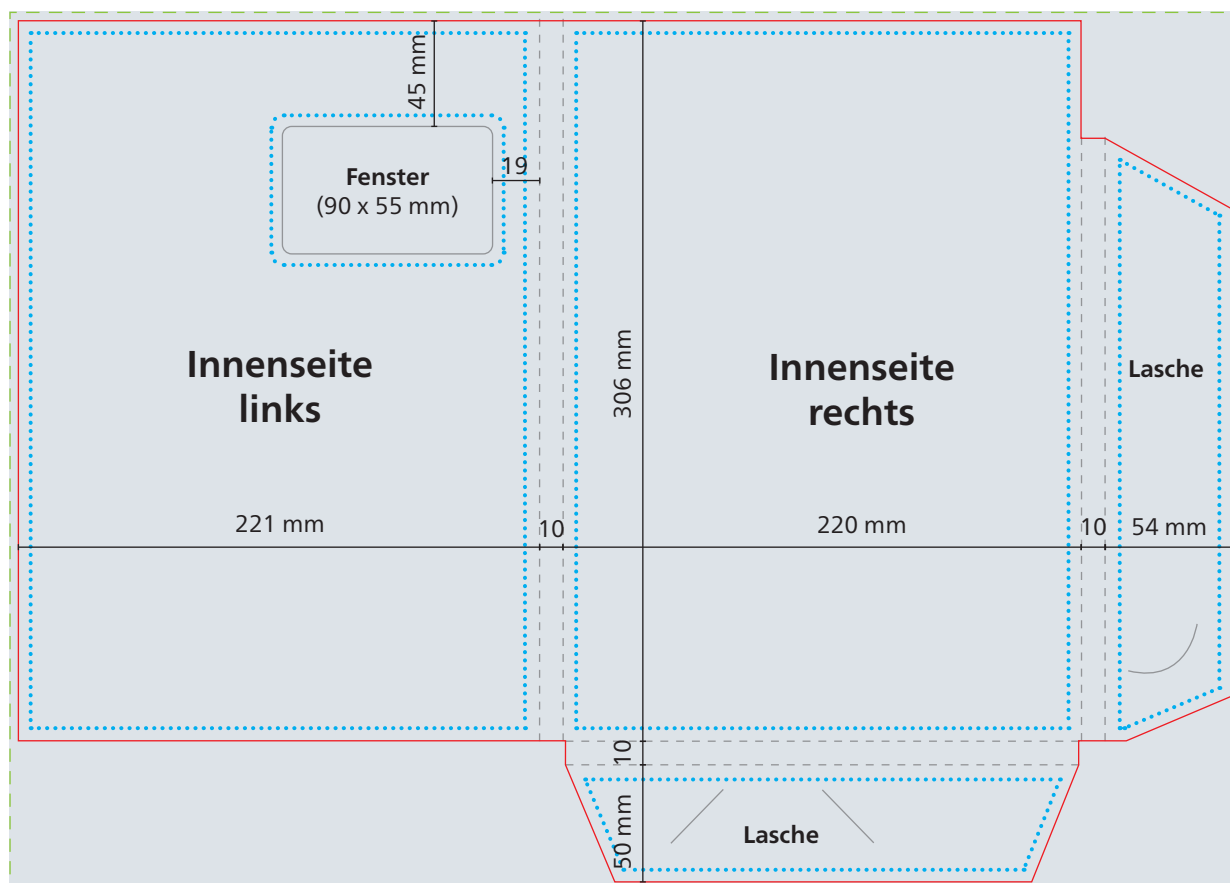 45 mm
19
Fenster
(90 x 55 mm)
Innenseite
links
306 mm
Innenseite
rechts
Lasche
221 mm
10
220 mm
10
54 mm
10
50 mm
Lasche